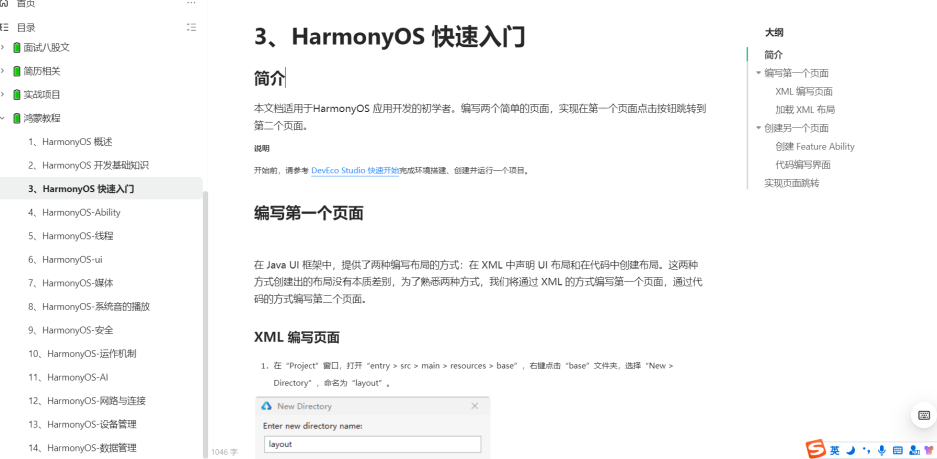 首页
目录
面试八股文
简历相关
实战项目
鸿蒙教程
1、HarmonyOS 概述
2、HarmonyOS 开发基础知识
3、HarmonyOS 快速入门
4、HarmonyOS-Ability
5、HarmonyOS-线程
6、HarmonyOS-ui
7、HarmonyOS-媒体
8、HarmonyOS-系统音的播放
9、HarmonyOS-安全
10、HarmonyOS-运作机制
11、HarmonyOS-AI
12、HarmonyOS-网络与连接
13、HarmonyOS-设备管理
14、HarmonyOS-数据管理
3、HarmonyOS 快速入门
简介
本文档适用于HarmonyOS 应用开发的初学者。编写两个简单的页面，实现在第一个页面点击按钮跳转到
第二个页面。
说明
开始前，请参考 DevEco Studio 快速开始完成环境搭建、创建并运行一个项目。
编写第一个页面
在 Java UI 框架中，提供了两种编写布局的方式：在 XML 中声明 UI 布局和在代码中创建布局。这两种
方式创建出的布局没有本质差别，为了熟悉两种方式，我们将通过 XML 的方式编写第一个页面，通过代
码的方式编写第二个页面。
XML 编写页面
1. 在“Project”窗口，打开“entry > src > main > resources > base”，右键点击“base”文件夹，选择“New >
Directory”，命名为“layout”。
New Directory
Enter new directory name:
layout
1046 字
大纲
简介
编写第一个页面
XML 编写页面
加载 XML 布局
创建另一个页面
创建 Feature Ability
代码编写界面
实现页面跳转
英